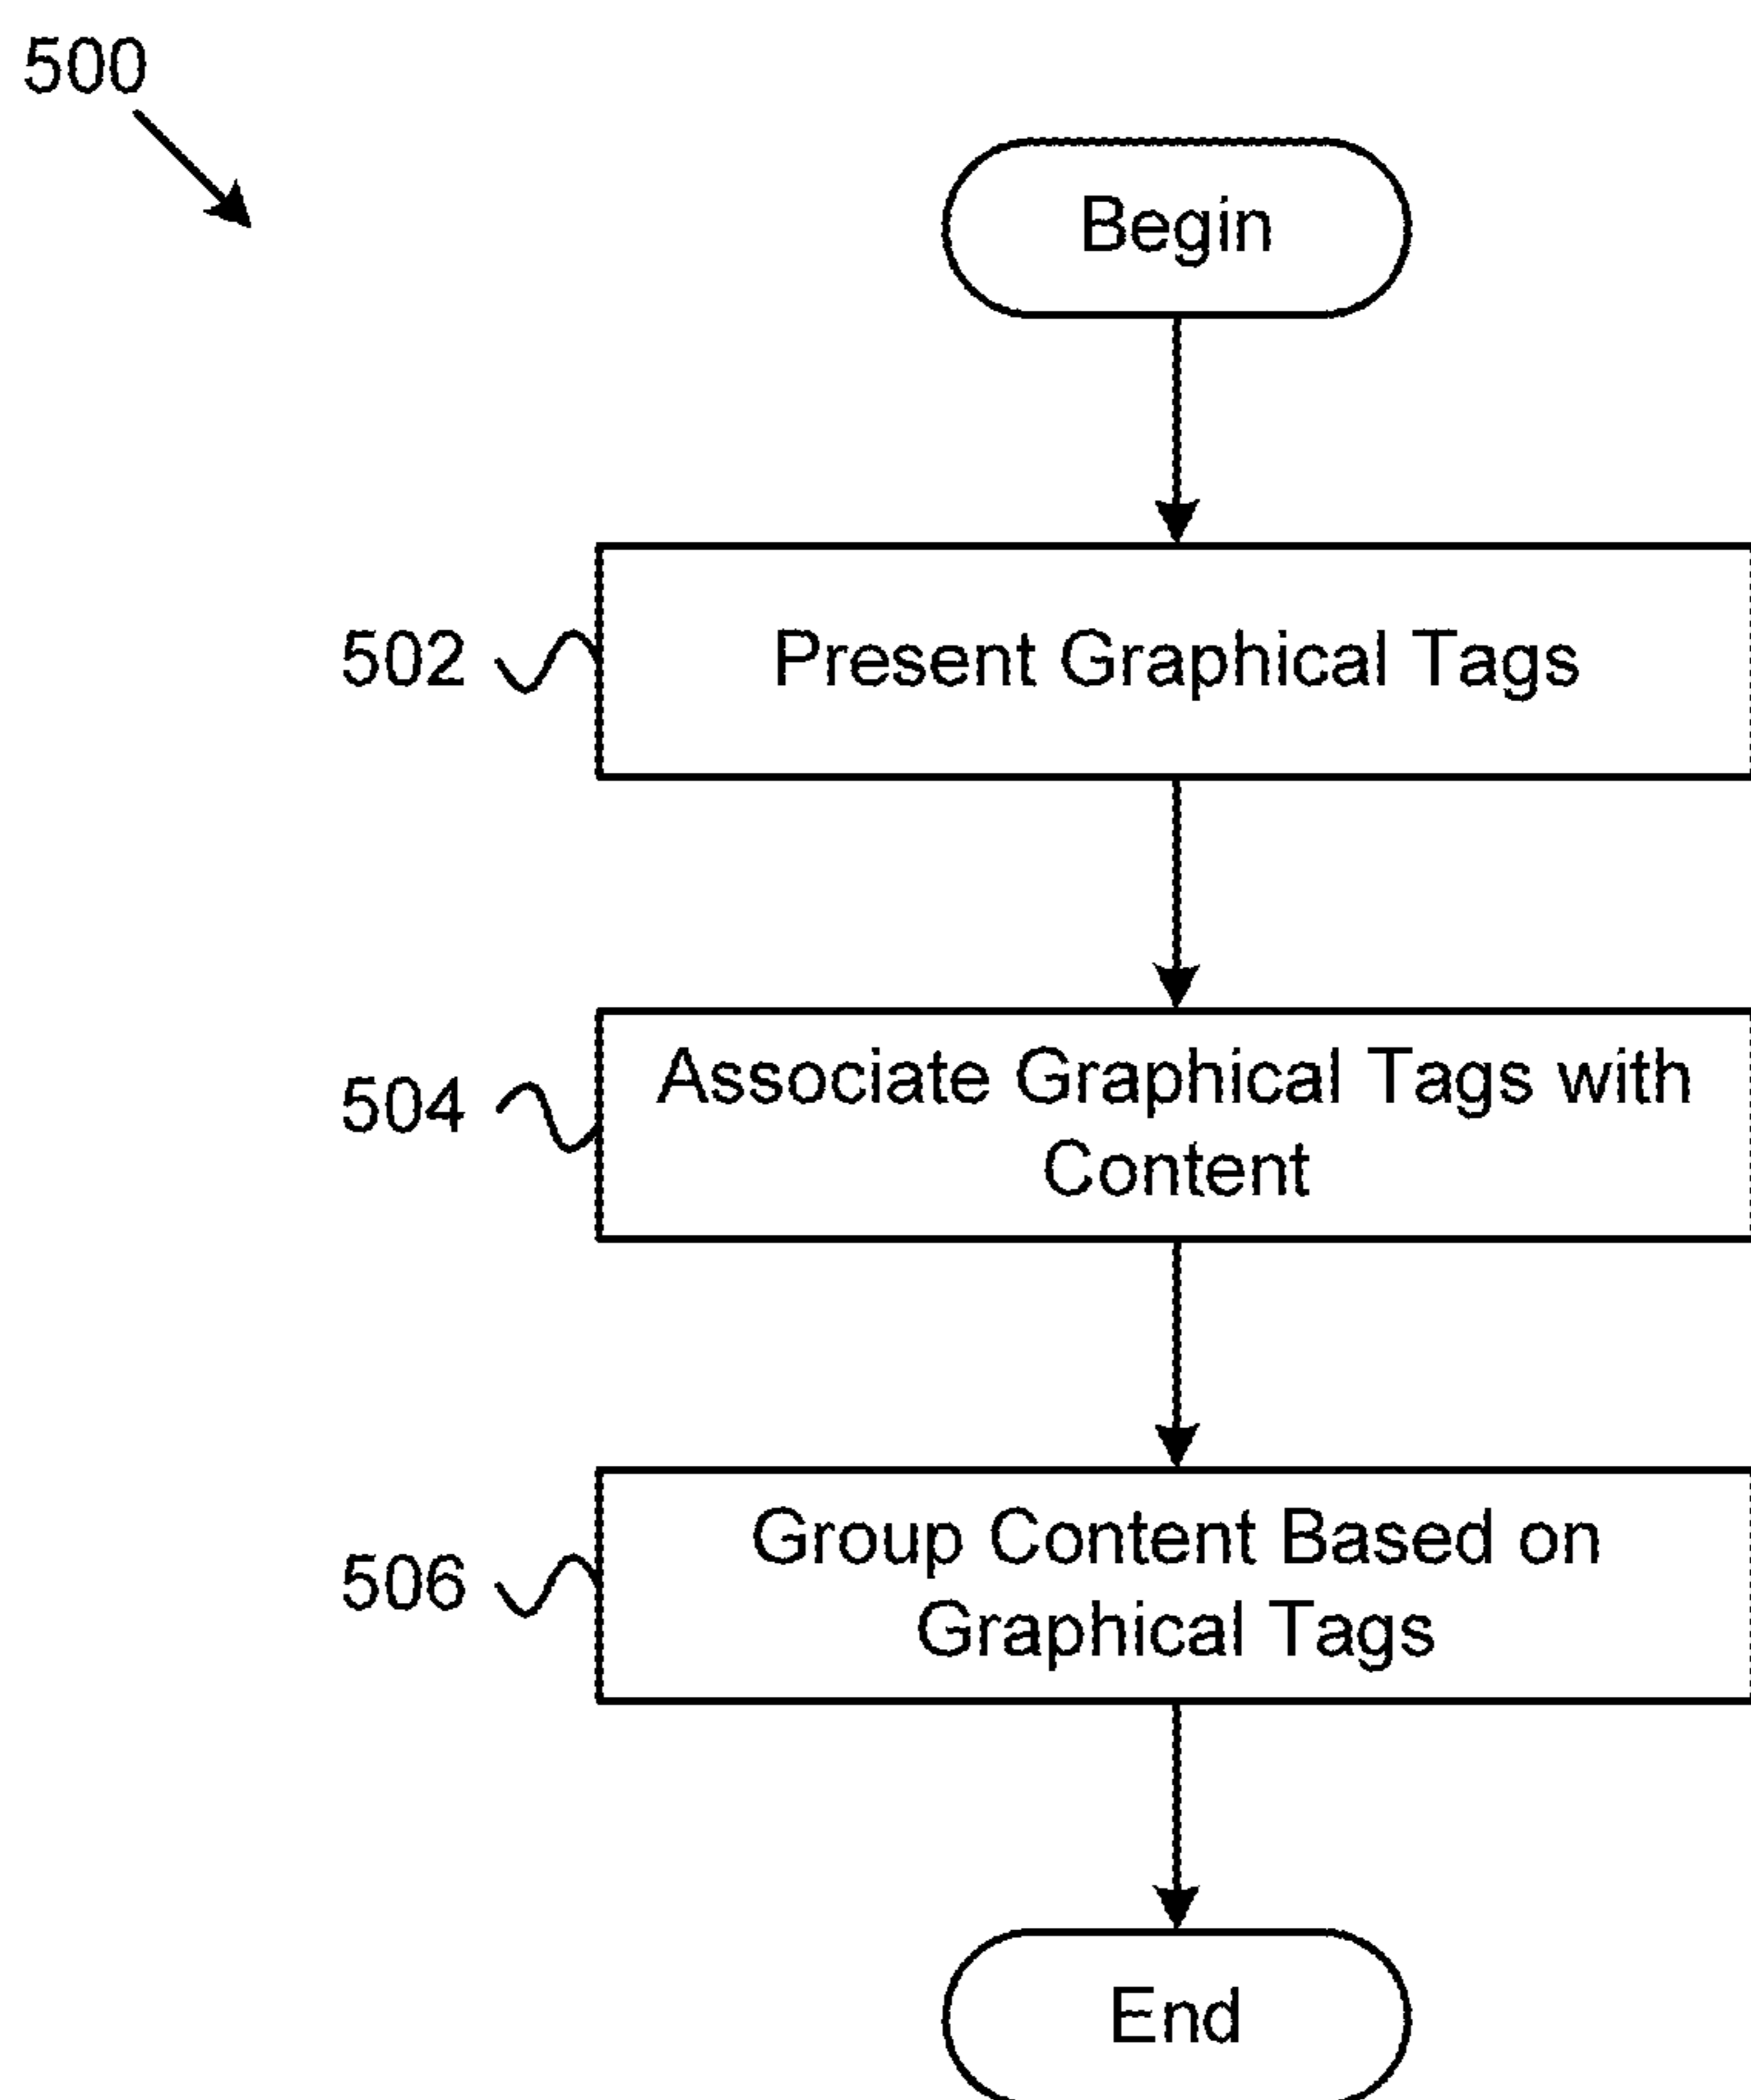 500
Begin
502
Present Graphical Tags
504
Associate Graphical Tags with
Content
506
Group Content Based on
Graphical Tags
End